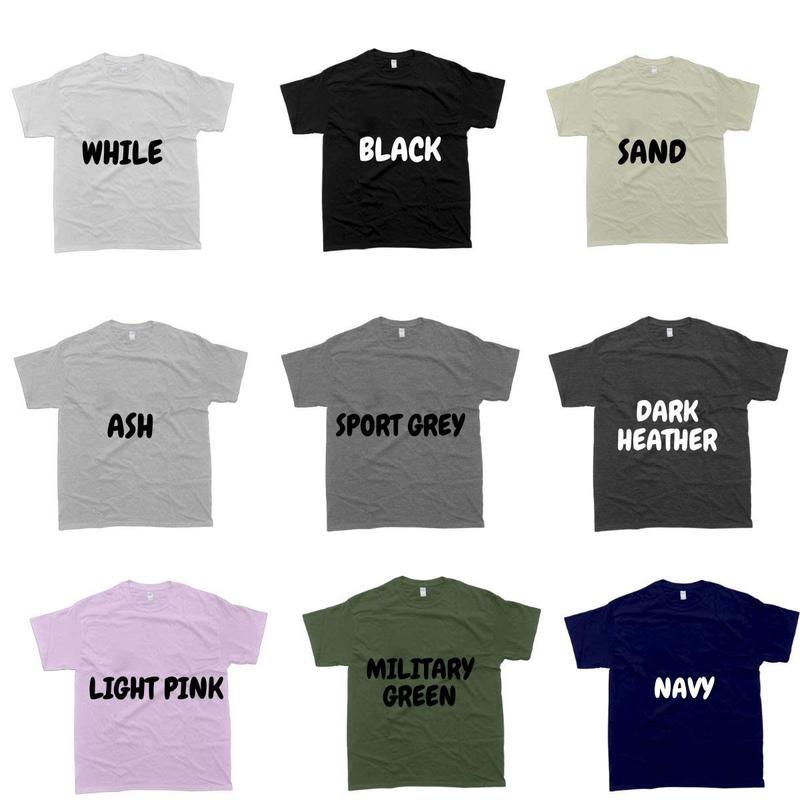 WHILE
BLACK
SAND
ASH
SPORT GREY
DARK
HEATHER
LIGHT PINK
MILITARY
GREEN
NAVY